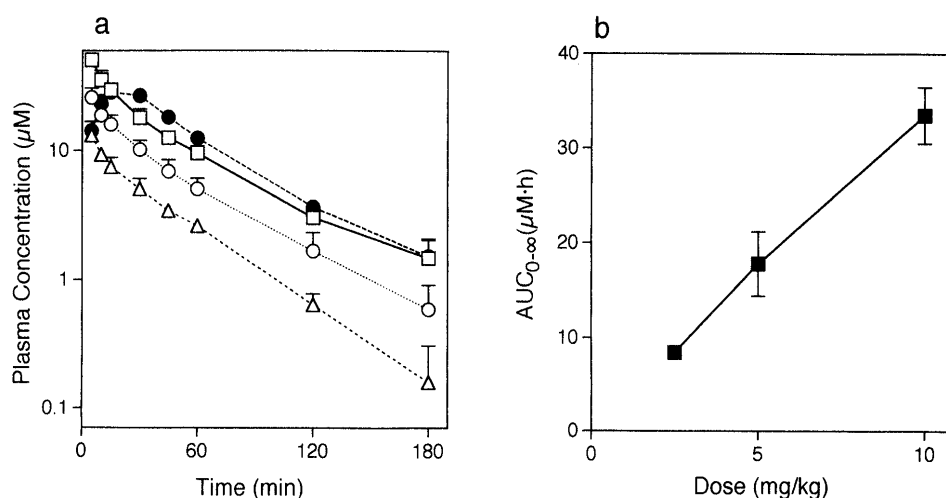 a
Plasma Concentration (µM)
10
1
0.1
0
60
120
180
Time (min)
b
AUC0-∞(µM·h)
40
30
20
10
0
0
5
10
Dose (mg/kg)